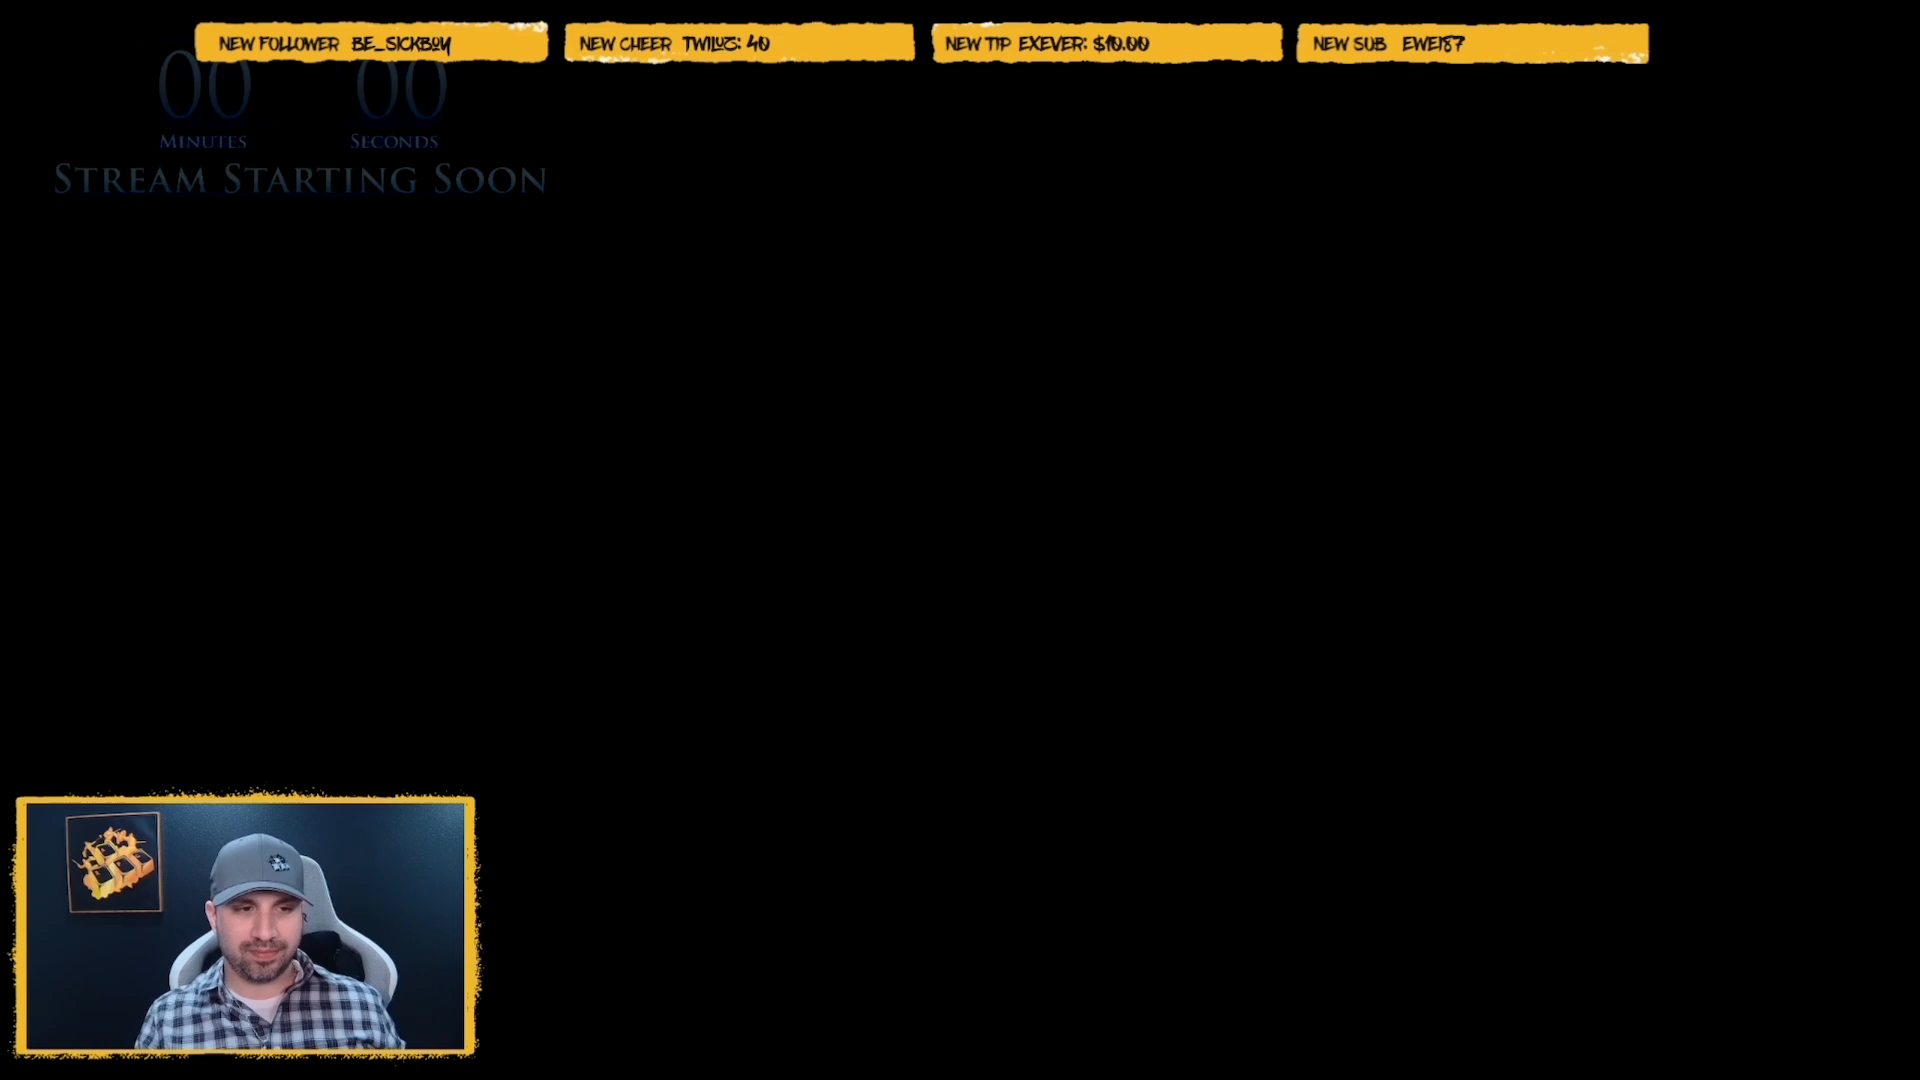 NEW FOLLOWER BE_SICKBOY
NEW CHEER TWILUZ: 40
NEW TIP EXEVER: $10.00
NEW SUB EWE187
00 00
MINUTES SECONDS
STREAM STARTING SOON